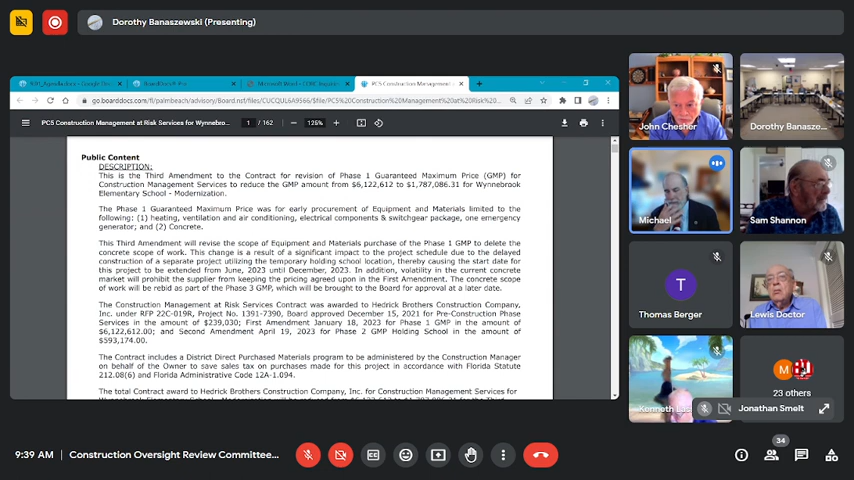 Dorothy Banaszewski (Presenting)
PC5 Construction Management
go.boarddocs.com/fl/palmbeach/advisory/Board.nsf/files/CUCQUL6A9566/$file/PC5%20Construction%20Management%20at%20Risk%20Services%20for%20Wynnebro...
PC5 Construction Management at Risk Services for Wynnebro... 1 / 162 125%
Public Content
DESCRIPTION:
This is the Third Amendment to the Contract for revision of Phase 1 Guaranteed Maximum Price (GMP) for
Construction Management Services to reduce the GMP amount from $6,122,612 to $1,787,086.31 for Wynnebrook
Elementary School - Modernization.
The Phase 1 Guaranteed Maximum Price was for early procurement of Equipment and Materials limited to the
following: (1) heating, ventilation and air conditioning, electrical components & switchgear package, one emergency
generator; and (2) Concrete.
This Third Amendment will revise the scope of Equipment and Materials purchase of the Phase 1 GMP to delete the
concrete scope of work. This change is a result of a significant impact to the project schedule due to the delayed
construction of a separate project utilizing the temporary holding school location, thereby causing the start date for
this project to be extended from June, 2023 until December, 2023. In addition, volatility in the current concrete
market will prohibit the supplier from keeping the pricing agreed upon in the First Amendment. The concrete scope
of work will be rebid as part of the Phase 3 GMP, which will be brought to the Board for approval at a later date.
The Construction Management at Risk Services Contract was awarded to Hedrick Brothers Construction Company,
Inc. under RFP 22C-019R, Project No. 1391-7390, Board approved December 15, 2021 for Pre-Construction Phase
Services in the amount of $239,030; First Amendment January 18, 2023 for Phase 1 GMP in the amount of
$6,122,612.00; and Second Amendment April 19, 2023 for Phase 2 GMP Holding School in the amount of
$593,174.00.
The Contract includes a District Direct Purchased Materials program to be administered by the Construction Manager
on behalf of the Owner to save sales tax on purchases made for this project in accordance with Florida Statute
212.08(6) and Florida Administrative Code 12A-1.094.
The total Contract award to Hedrick Brothers Construction Company, Inc. for Construction Management Services for
John Chesher
Dorothy Banasze...
Michael
Sam Shannon
T
Thomas Berger
Lewis Doctor
M
23 others
Jonathan Smelt
34
9:39 AM | Construction Oversight Review Committee...